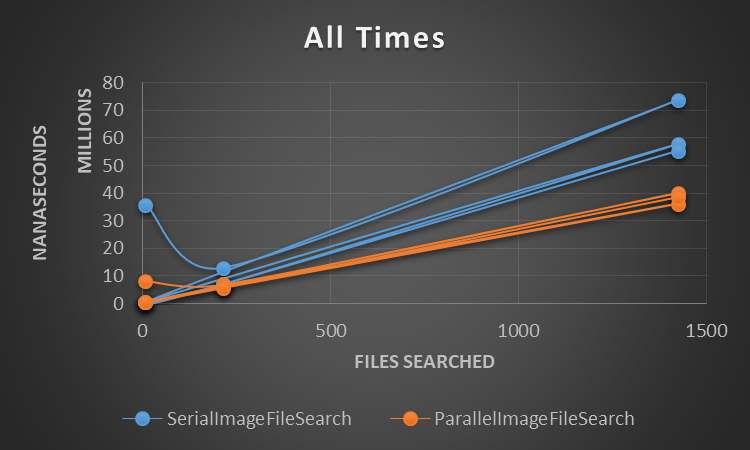 All Times
NANASECONDS
MILLIONS
80
70
60
50
40
30
20
10
0
0 500 1000 1500
FILES SEARCHED
SerialImageFileSearch ParallelImageFileSearch